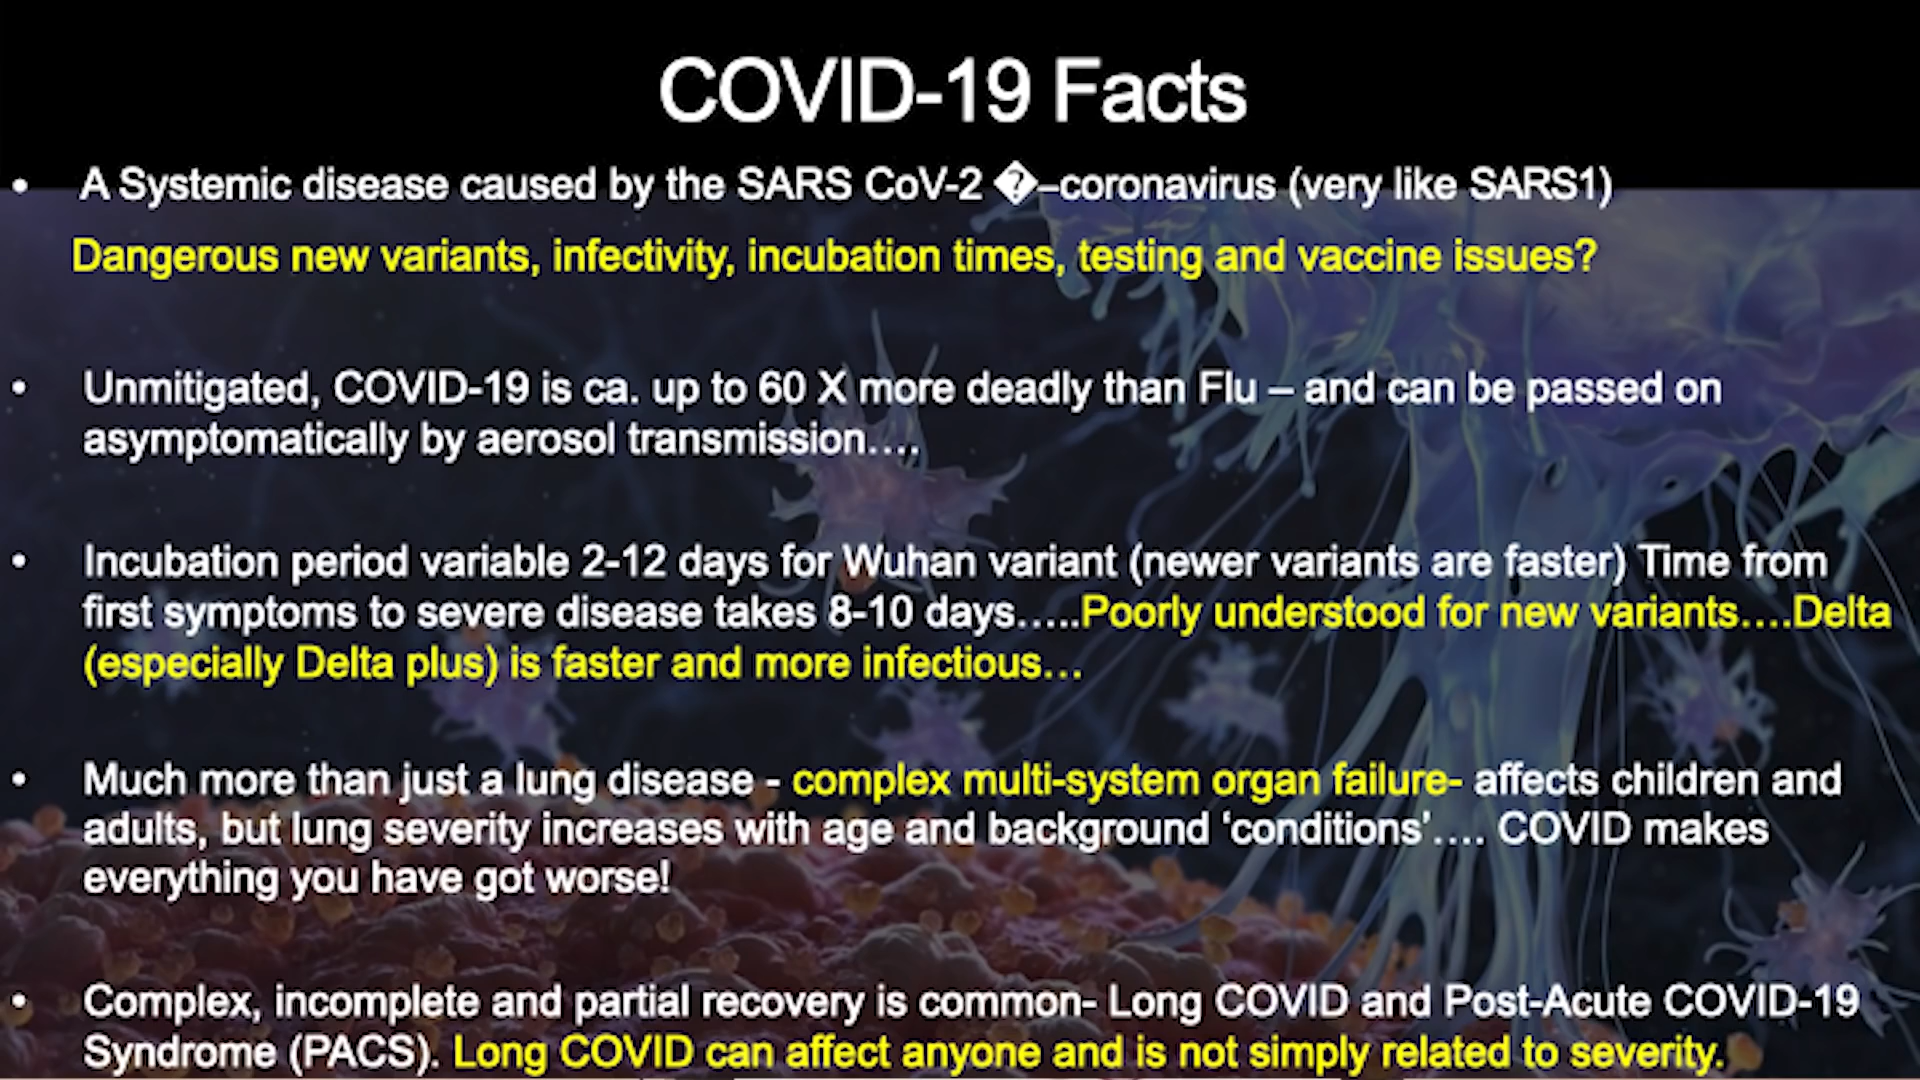 COVID-19 Facts
• A Systemic disease caused by the SARS CoV-2 �–coronavirus (very like SARS1)
Dangerous new variants, infectivity, incubation times, testing and vaccine issues?
• Unmitigated, COVID-19 is ca. up to 60 X more deadly than Flu – and can be passed on
asymptomatically by aerosol transmission….
• Incubation period variable 2-12 days for Wuhan variant (newer variants are faster) Time from
first symptoms to severe disease takes 8-10 days…..Poorly understood for new variants….Delta
(especially Delta plus) is faster and more infectious…
• Much more than just a lung disease - complex multi-system organ failure- affects children and
adults, but lung severity increases with age and background ‘conditions’…. COVID makes
everything you have got worse!
• Complex, incomplete and partial recovery is common- Long COVID and Post-Acute COVID-19
Syndrome (PACS). Long COVID can affect anyone and is not simply related to severity.